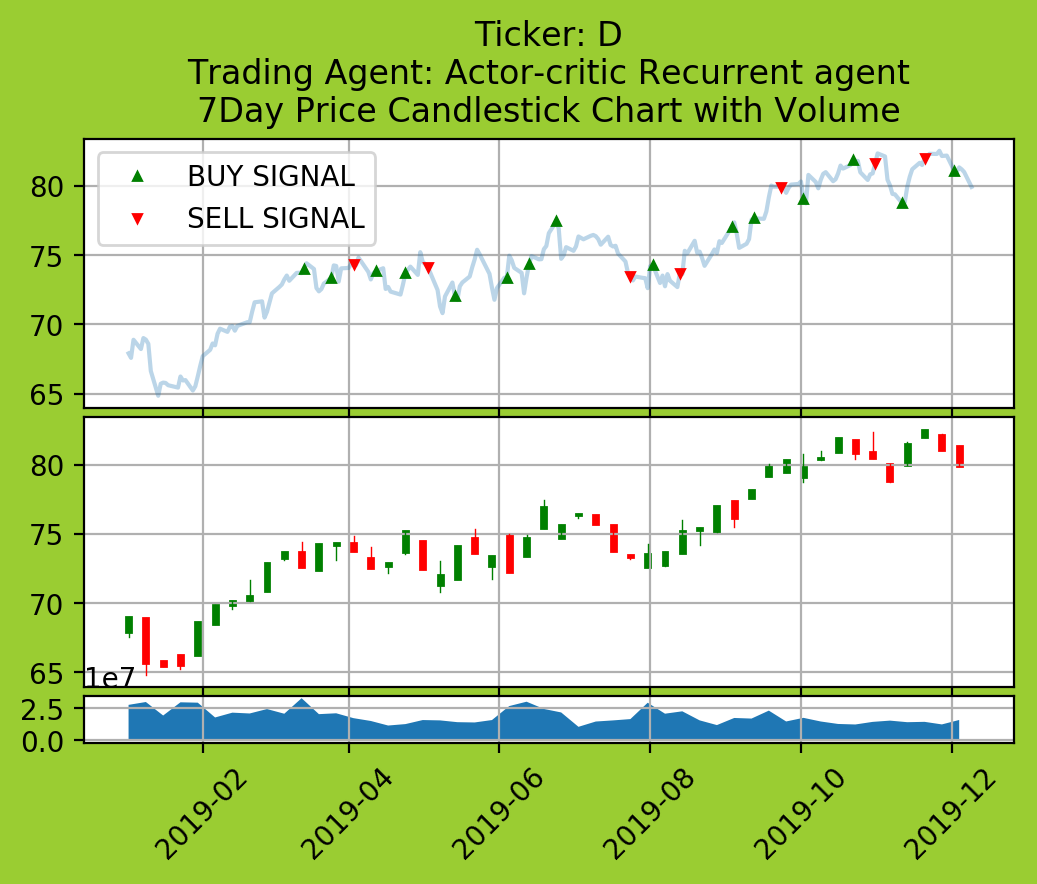 Ticker: D
Trading Agent: Actor-critic Recurrent agent
7Day Price Candlestick Chart with Volume
BUY SIGNAL
SELL SIGNAL
80
75
70
65
80
75
70
65
1e7
2.5
0.0
2019-02
2019-04
2019-06
2019-08
2019-10
2019-12